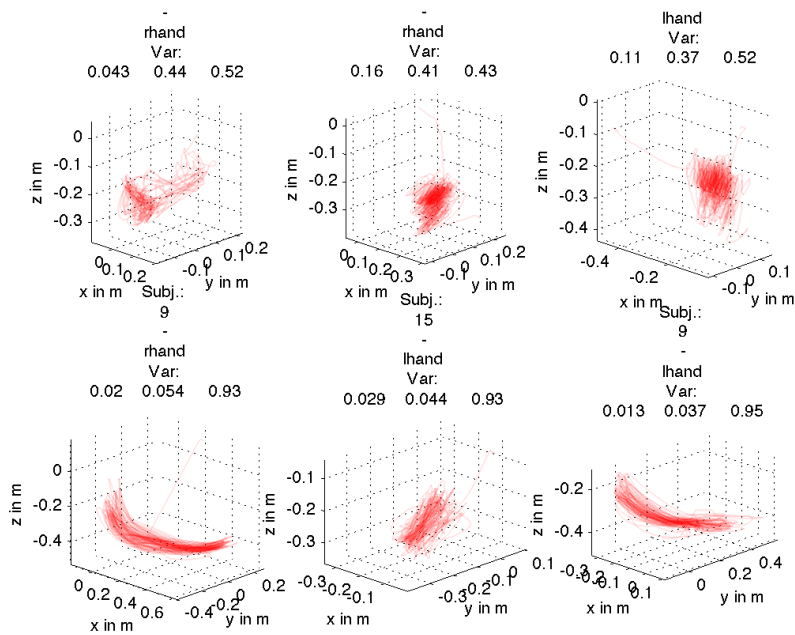 -
rhand
Var:
0.043 0.44 0.52
0
-0.1
-0.2
-0.3
z in m
0 0.1 0.2
x in m
-0.1 0 0.1 0.2
y in m
-
rhand
Var:
0.16 0.41 0.43
0
-0.1
-0.2
-0.3
z in m
0 0.1 0.2 0.3
x in m
-0.1 0 0.1 0.2
y in m
lhand
Var:
0.11 0.37 0.52
0
-0.1
-0.2
-0.3
-0.4
z in m
-0.4 -0.2 0
x in m
-0.1 0 0.1
y in m
Subj.:
9
-
rhand
Var:
0.02 0.054 0.93
0
-0.2
-0.4
z in m
0 0.2 0.4 0.6
x in m
-0.4 -0.2 0 0.2
y in m
Subj.:
15
-
lhand
Var:
0.029 0.044 0.93
-0.1
-0.2
-0.3
z in m
-0.3 -0.2 -0.1
x in m
-0.3 -0.2 -0.1 0 0.1
y in m
Subj.:
9
-
lhand
Var:
0.013 0.037 0.95
-0.2
-0.4
z in m
-0.3 -0.2 -0.1 0 0.1
x in m
0 0.2 0.4
y in m